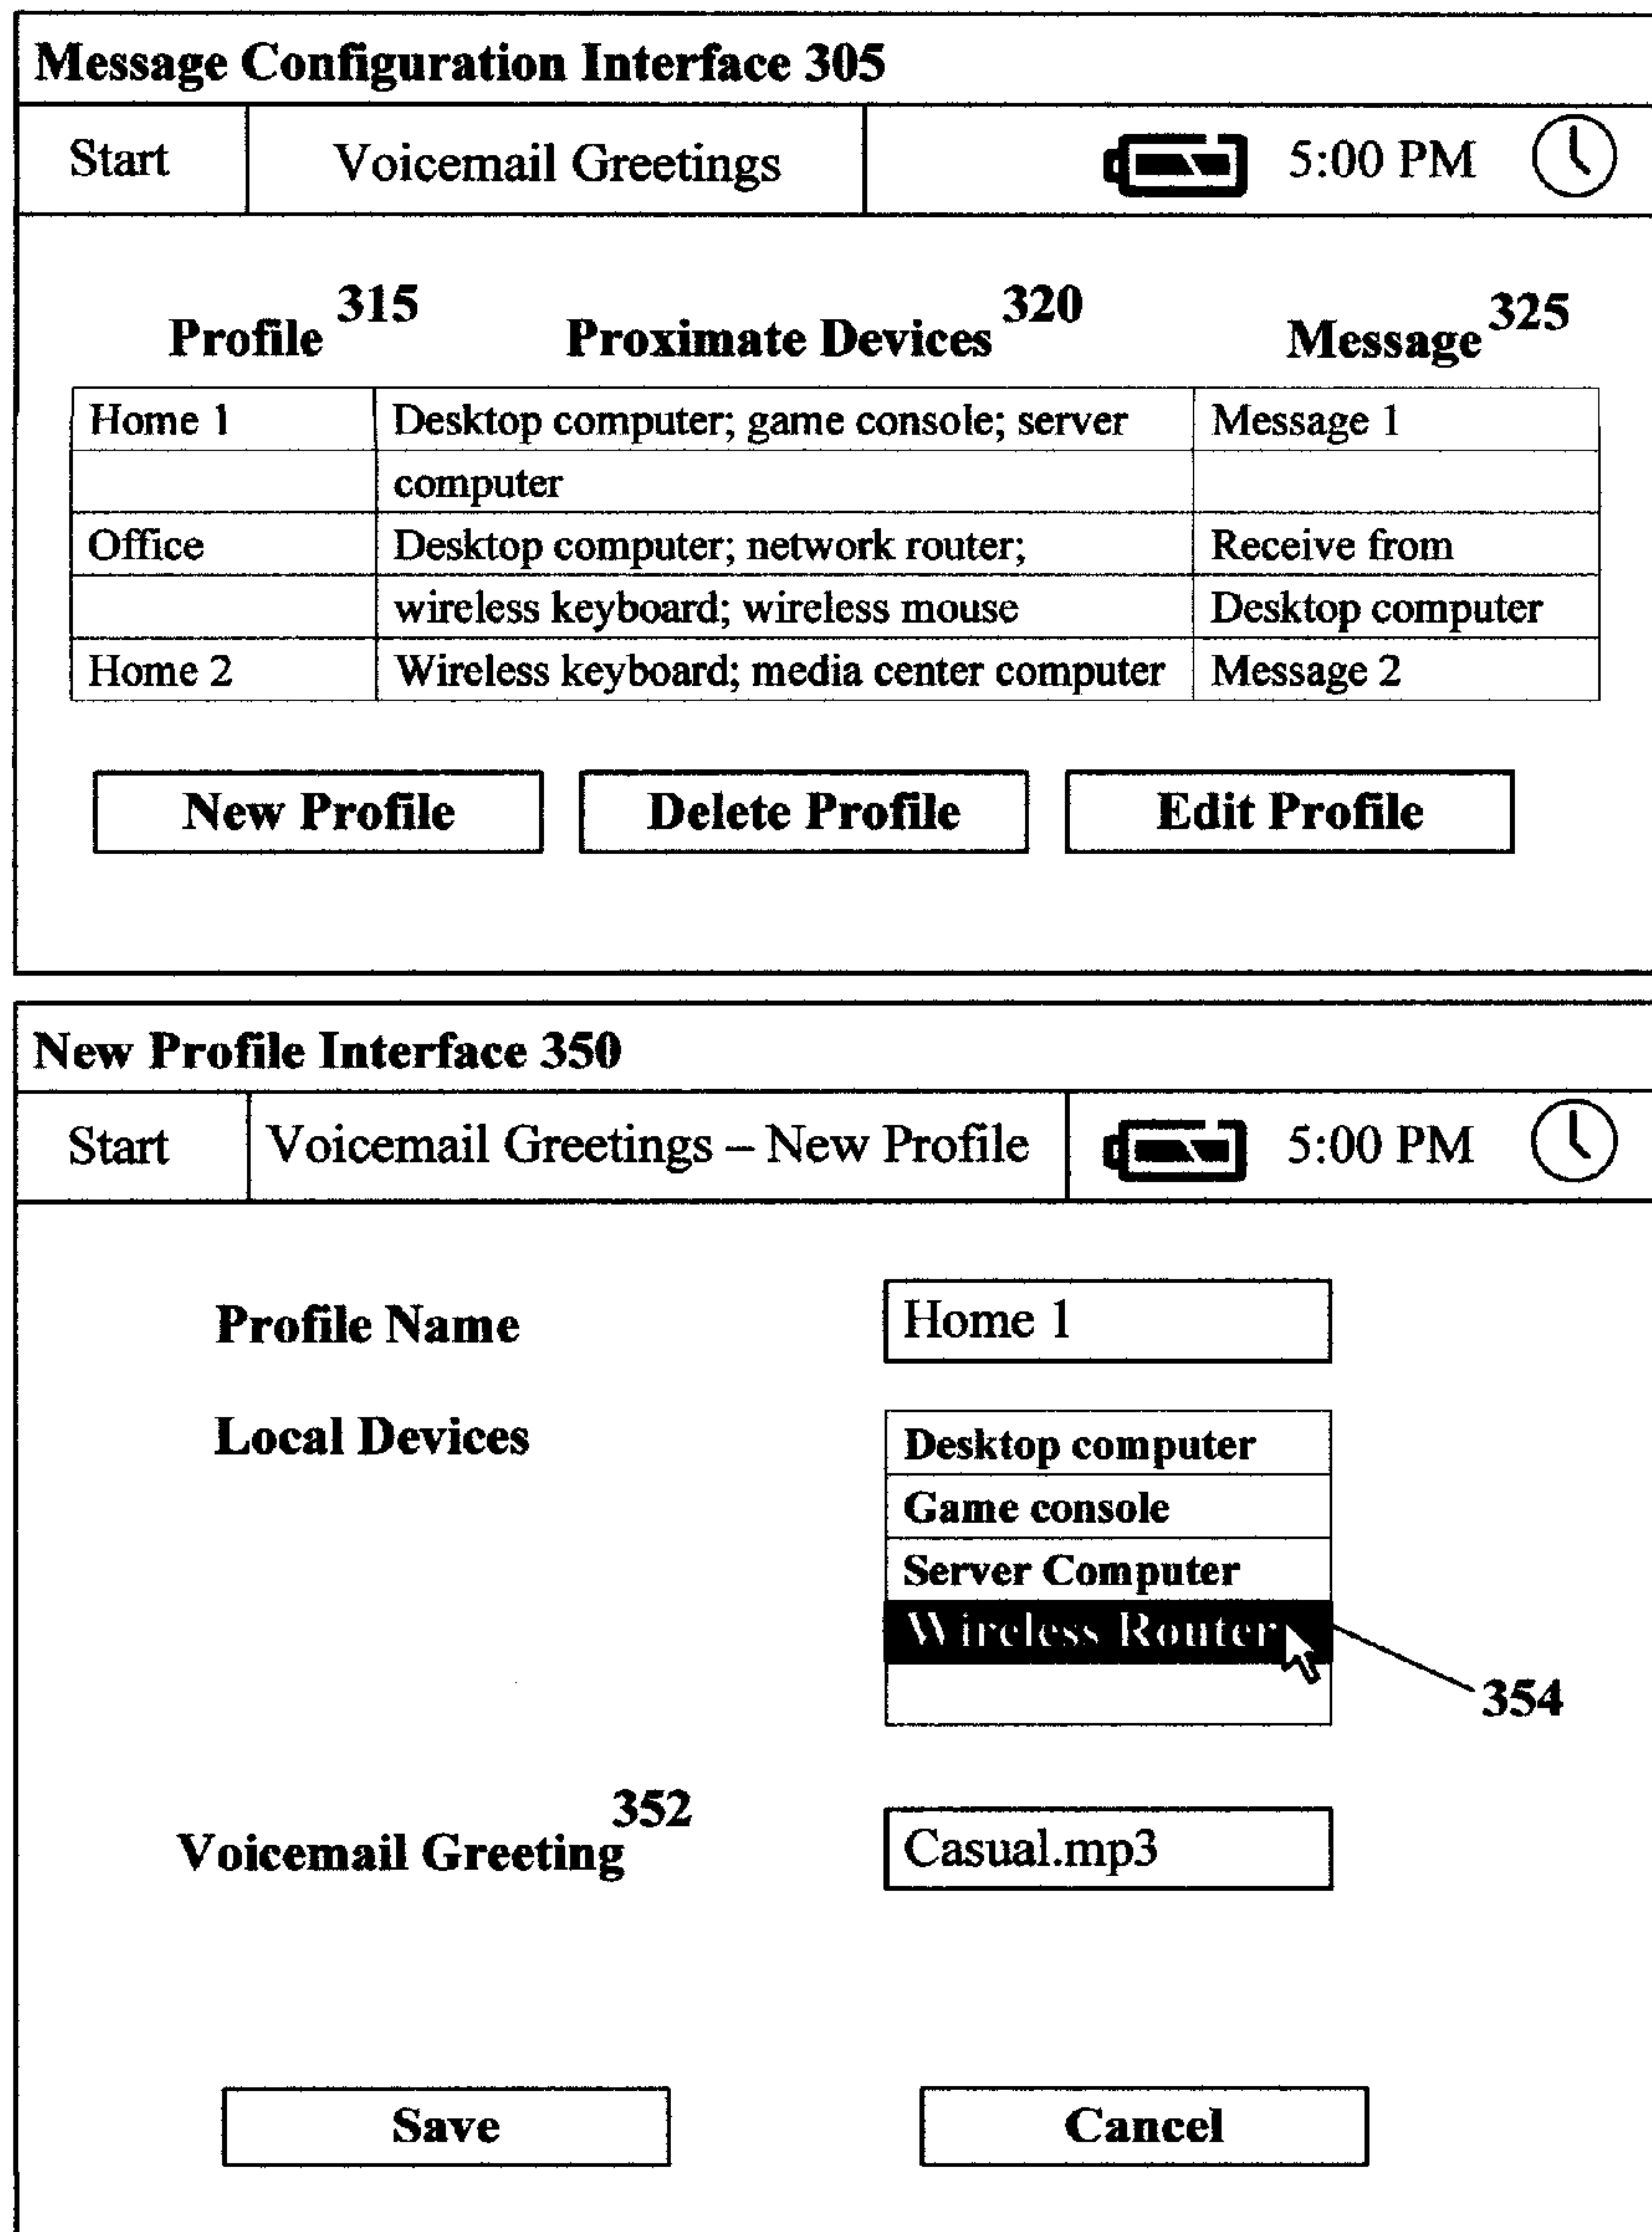 Message Configuration Interface 305
Start Voicemail Greetings 5:00 PM
Profile 315 Proximate Devices 320 Message 325
Home 1 Desktop computer; game console; server Message 1
computer
Office Desktop computer; network router; Receive from
wireless keyboard; wireless mouse Desktop computer
Home 2 Wireless keyboard; media center computer Message 2
New Profile Delete Profile Edit Profile
New Profile Interface 350
Start Voicemail Greetings – New Profile 5:00 PM
Profile Name Home 1
Local Devices Desktop computer
Game console
Server Computer
Wireless Router
354
Voicemail Greeting 352 Casual.mp3
Save Cancel